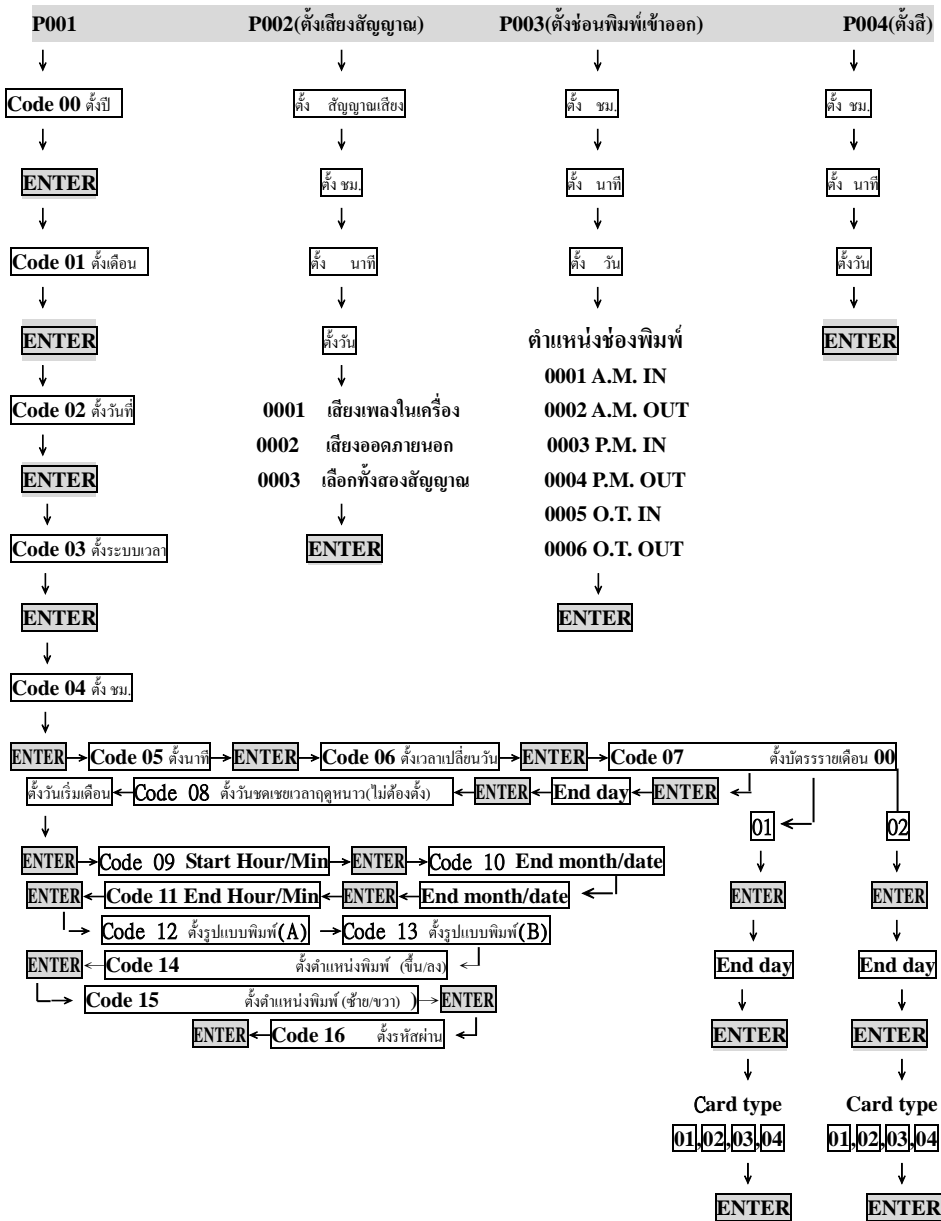 P001 P002(ตั้งเสียงสัญญาณ) P003(ตั้งช่อนพิมพ์เข้าออก) P004(ตั้งสี)
Code 00 ตั้งปี ตั้ง สัญญาณเสียง ตั้ง ชม. ตั้ง ชม.
ENTER ตั้ง ชม. ตั้ง นาที ตั้ง นาที
Code 01 ตั้งเดือน ตั้ง นาที ตั้ง วัน ตั้งวัน
ENTER ตั้งวัน ตำแหน่งช่องพิมพ์ ENTER
0001 A.M. IN
Code 02 ตั้งวันที่ 0001 เสียงเพลงในเครื่อง 0002 A.M. OUT
0002 เสียงออดภายนอก 0003 P.M. IN
ENTER 0003 เลือกทั้งสองสัญญาณ 0004 P.M. OUT
0005 O.T. IN
Code 03 ตั้งระบบเวลา ENTER 0006 O.T. OUT
ENTER ENTER
Code 04 ตั้ง ชม.
ENTER Code 05 ตั้งนาที ENTER Code 06 ตั้งเวลาเปลี่ยนวัน ENTER Code 07 ตั้งบัตรรรายเดือน 00
ตั้งวันเริ่มเดือน Code 08 ตั้งวันชดเชยเวลาฤดูหนาว(ไม่ต้องตั้ง) ENTER End day ENTER
01 02
ENTER Code 09 Start Hour/Min ENTER Code 10 End month/date
ENTER Code 11 End Hour/Min ENTER End month/date ENTER ENTER
Code 12 ตั้งรูปแบบพิมพ์(A) Code 13 ตั้งรูปแบบพิมพ์(B)
ENTER Code 14 ตั้งตำแหน่งพิมพ์ (ขึ้น/ลง) End day End day
Code 15 ตั้งตำแหน่งพิมพ์ (ซ้าย/ขวา) ) ENTER
ENTER Code 16 ตั้งรหัสผ่าน ENTER ENTER
Card type Card type
01,02,03,04 01,02,03,04
ENTER ENTER